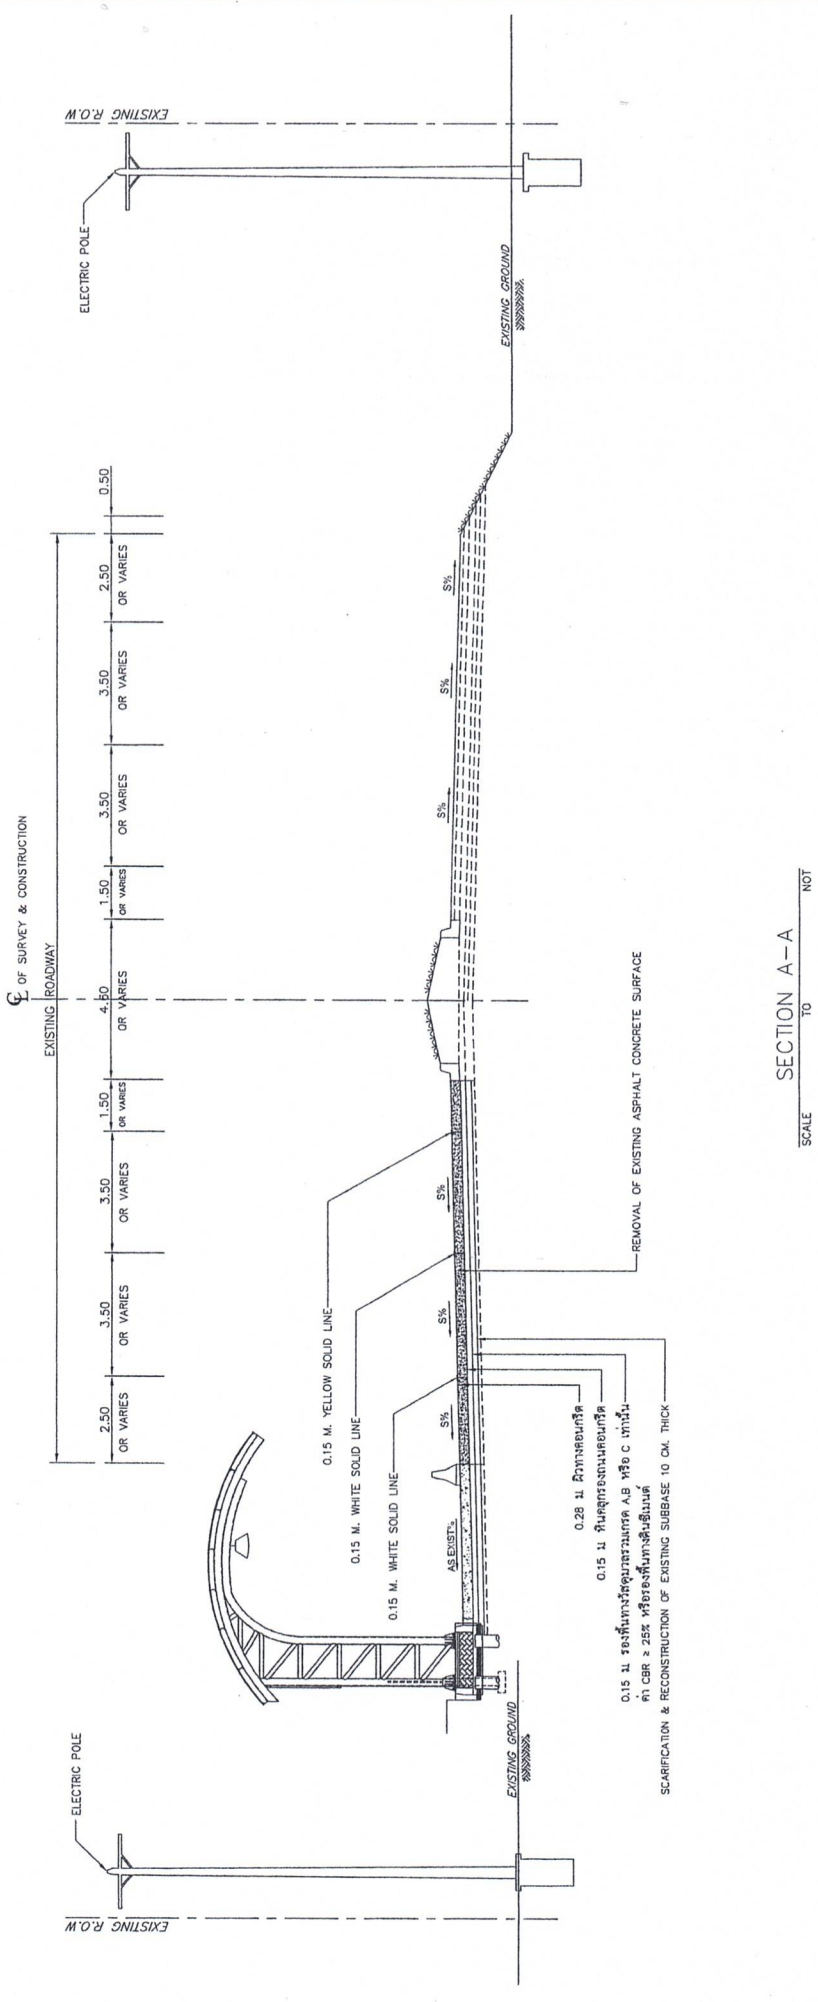 ℄ OF SURVEY & CONSTRUCTION
EXISTING ROADWAY
2.50
OR VARIES
3.50
OR VARIES
3.50
OR VARIES
1.50
OR VARIES
4.60
OR VARIES
1.50
OR VARIES
3.50
OR VARIES
3.50
OR VARIES
2.50
OR VARIES
0.50
EXISTING R.O.W
ELECTRIC POLE
ELECTRIC POLE
EXISTING R.O.W
0.15 M. YELLOW SOLID LINE
0.15 M. WHITE SOLID LINE
0.15 M. WHITE SOLID LINE
AS EXIST%
S%
S%
S%
S%
S%
S%
EXISTING GROUND
EXISTING GROUND
0.28 ม. ผิวทางคอนกรีต
0.15 ม. หินคลุกรองถนนคอนกรีต
0.15 ม. รองพื้นทางวัสดุมวลรวมเกรด A,B หรือ C เท่านั้น
ค่า CBR ≥ 25% หรือรองพื้นทางดินซีเมนต์
SCARIFICATION & RECONSTRUCTION OF EXISTING SUBBASE 10 CM. THICK
REMOVAL OF EXISTING ASPHALT CONCRETE SURFACE
SECTION A-A
SCALE TO NOT